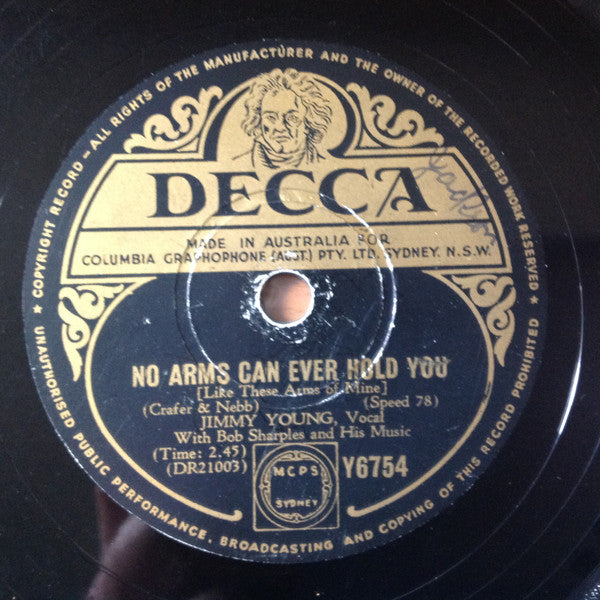 COPYRIGHT RECORD - ALL RIGHTS OF THE MANUFACTURER AND THE OWNER OF THE RECORDED WORK RESERVED
DECCA
MADE IN AUSTRALIA FOR
COLUMBIA GRAPHOPHONE (AUST.) PTY. LTD. SYDNEY. N.S.W.
NO ARMS CAN EVER HOLD YOU
[Like These Arms of Mine]
(Crafer & Nebb) (Speed 78)
JIMMY YOUNG, Vocal
With Bob Sharples and His Music
(Time: 2.45)
(DR21003)
MCPS
SYDNEY
Y6754
UNAUTHORISED PUBLIC PERFORMANCE, BROADCASTING AND COPYING OF THIS RECORD PROHIBITED